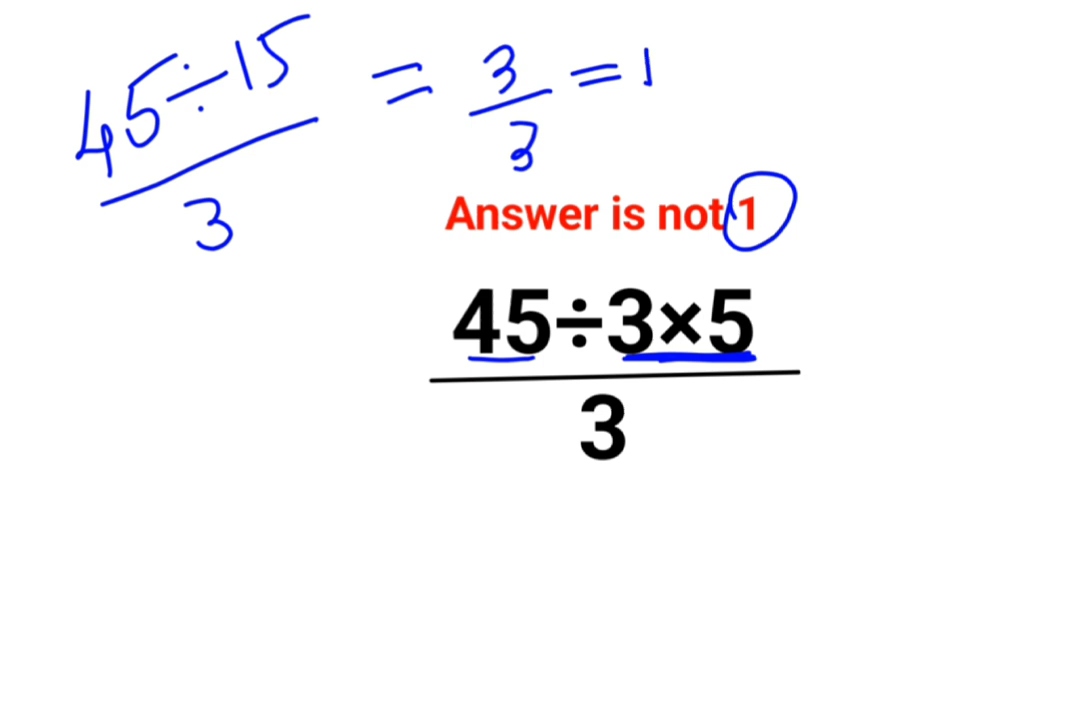 45÷15 / 3 = 3/3 = 1
Answer is not 1
45÷3×5
3